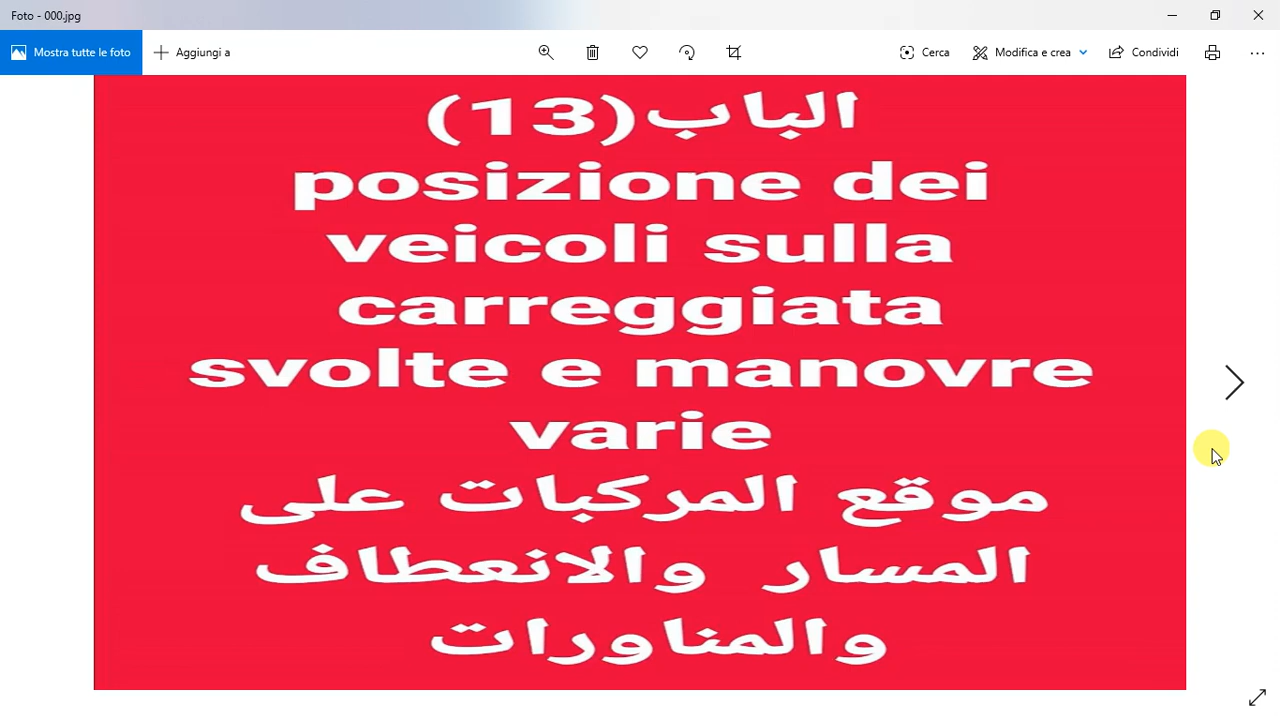 Foto - 000.jpg
Mostra tutte le foto
Aggiungi a
Cerca
Modifica e crea
Condividi
الباب(13)
posizione dei
veicoli sulla
carreggiata
svolte e manovre
varie
موقع المركبات على
المسار والانعطاف
والمناورات